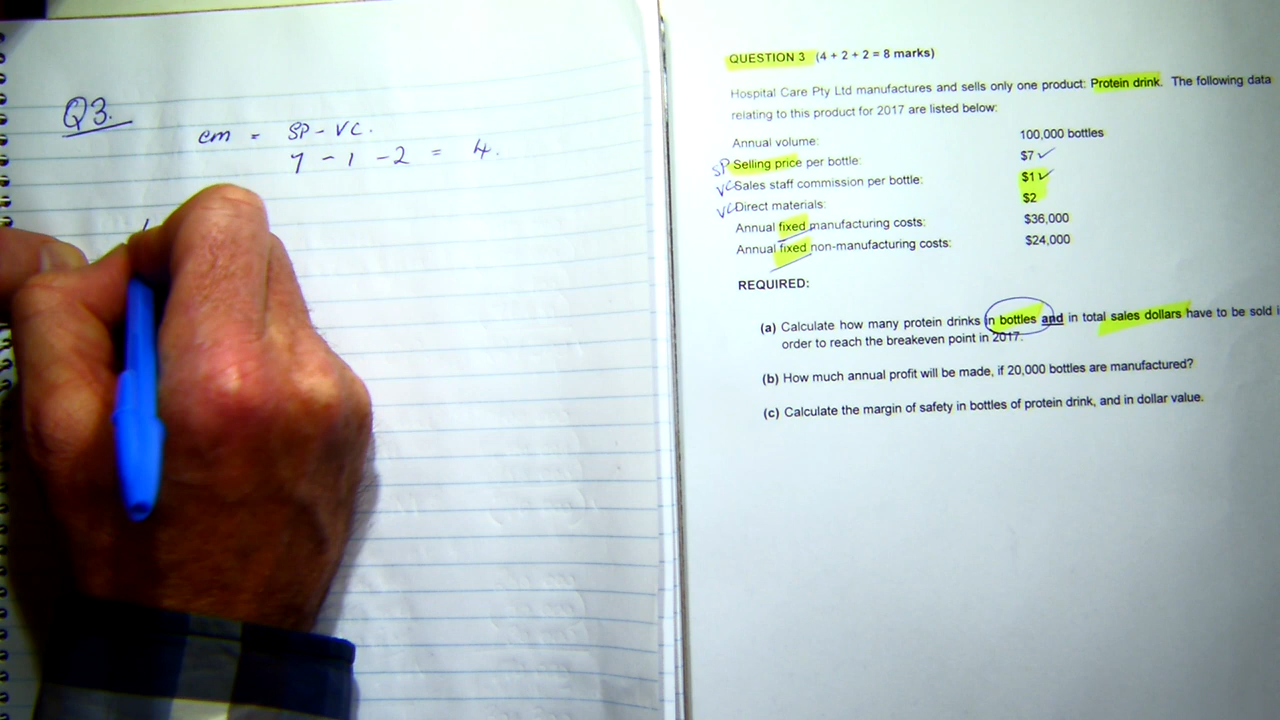 Q3.
cm = SP - VC.
7 - 1 - 2 = 4.
QUESTION 3 (4 + 2 + 2 = 8 marks)
Hospital Care Pty Ltd manufactures and sells only one product: Protein drink. The following data
relating to this product for 2017 are listed below:
Annual volume: 100,000 bottles
SP Selling price per bottle: $7 ✓
VC Sales staff commission per bottle: $1 ✓
VC Direct materials: $2
Annual fixed manufacturing costs: $36,000
Annual fixed non-manufacturing costs: $24,000
REQUIRED:
(a) Calculate how many protein drinks in bottles and in total sales dollars have to be sold
order to reach the breakeven point in 2017.
(b) How much annual profit will be made, if 20,000 bottles are manufactured?
(c) Calculate the margin of safety in bottles of protein drink, and in dollar value.